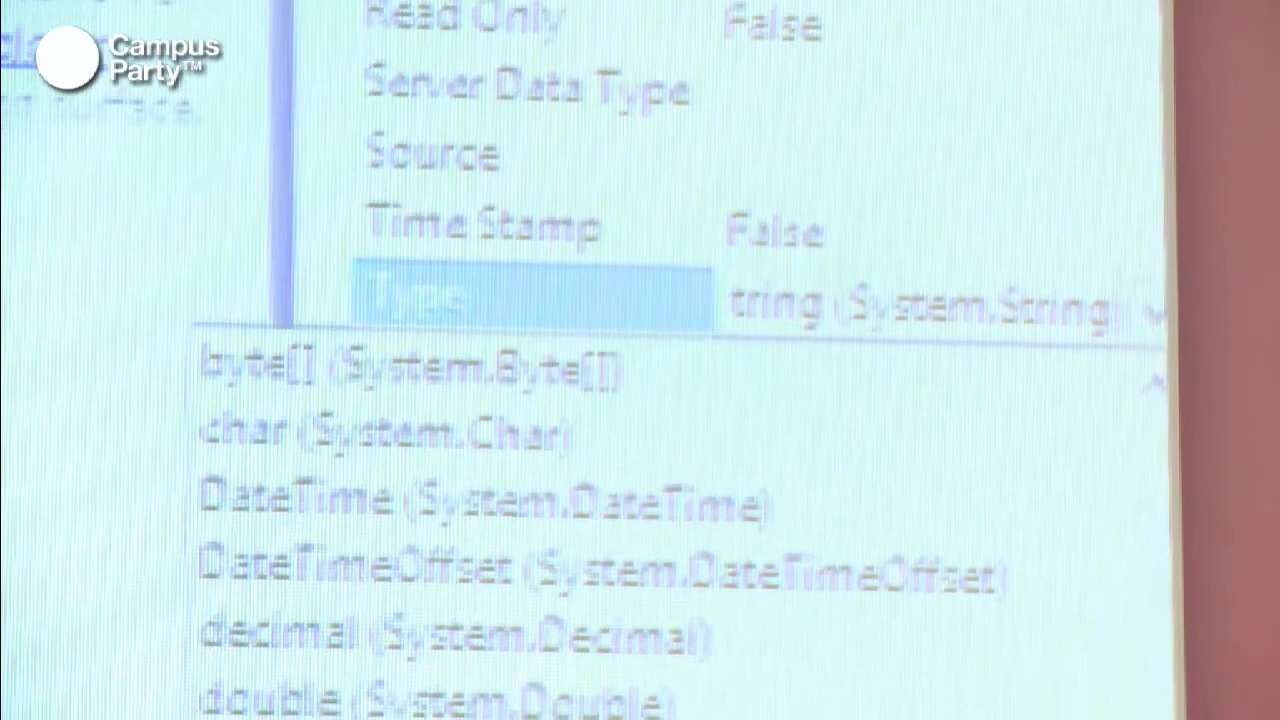 Campus
Party™
Read Only False
Server Data Type
Source
Time Stamp False
Type tring (System.String)
byte[] (System.Byte[])
char (System.Char)
DateTime (System.DateTime)
DateTimeOffset (System.DateTimeOffset)
decimal (System.Decimal)
double (System.Double)